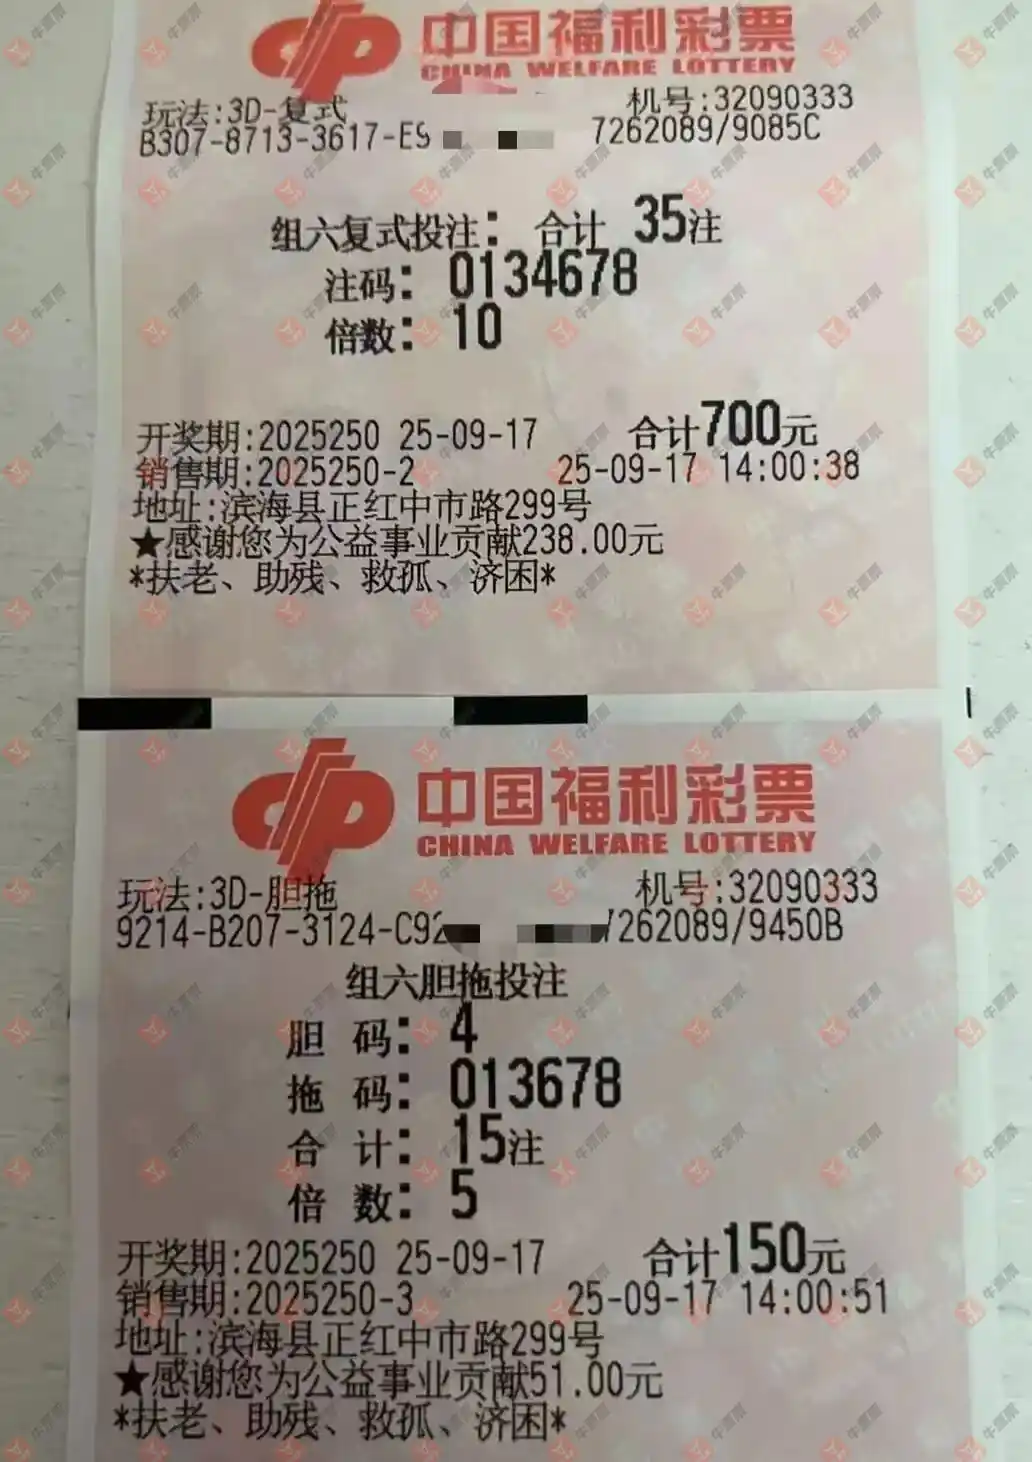 中国福利彩票
CHINA WELFARE LOTTERY
玩法:3D-复式 机号:32090333
B307-8713-3617-E9 7262089/9085C
组六复式投注: 合计 35注
注码: 0134678
倍数: 10
开奖期:2025250 25-09-17 合计700元
销售期:2025250-2 25-09-17 14:00:38
地址:滨海县正红中市路299号
★感谢您为公益事业贡献238.00元
*扶老、助残、救孤、济困*
中国福利彩票
CHINA WELFARE LOTTERY
玩法:3D-胆拖 机号:32090333
9214-B207-3124-C92 7262089/9450B
组六胆拖投注
胆 码: 4
拖 码: 013678
合 计: 15注
倍 数: 5
开奖期:2025250 25-09-17 合计150元
销售期:2025250-3 25-09-17 14:00:51
地址:滨海县正红中市路299号
★感谢您为公益事业贡献51.00元
*扶老、助残、救孤、济困*